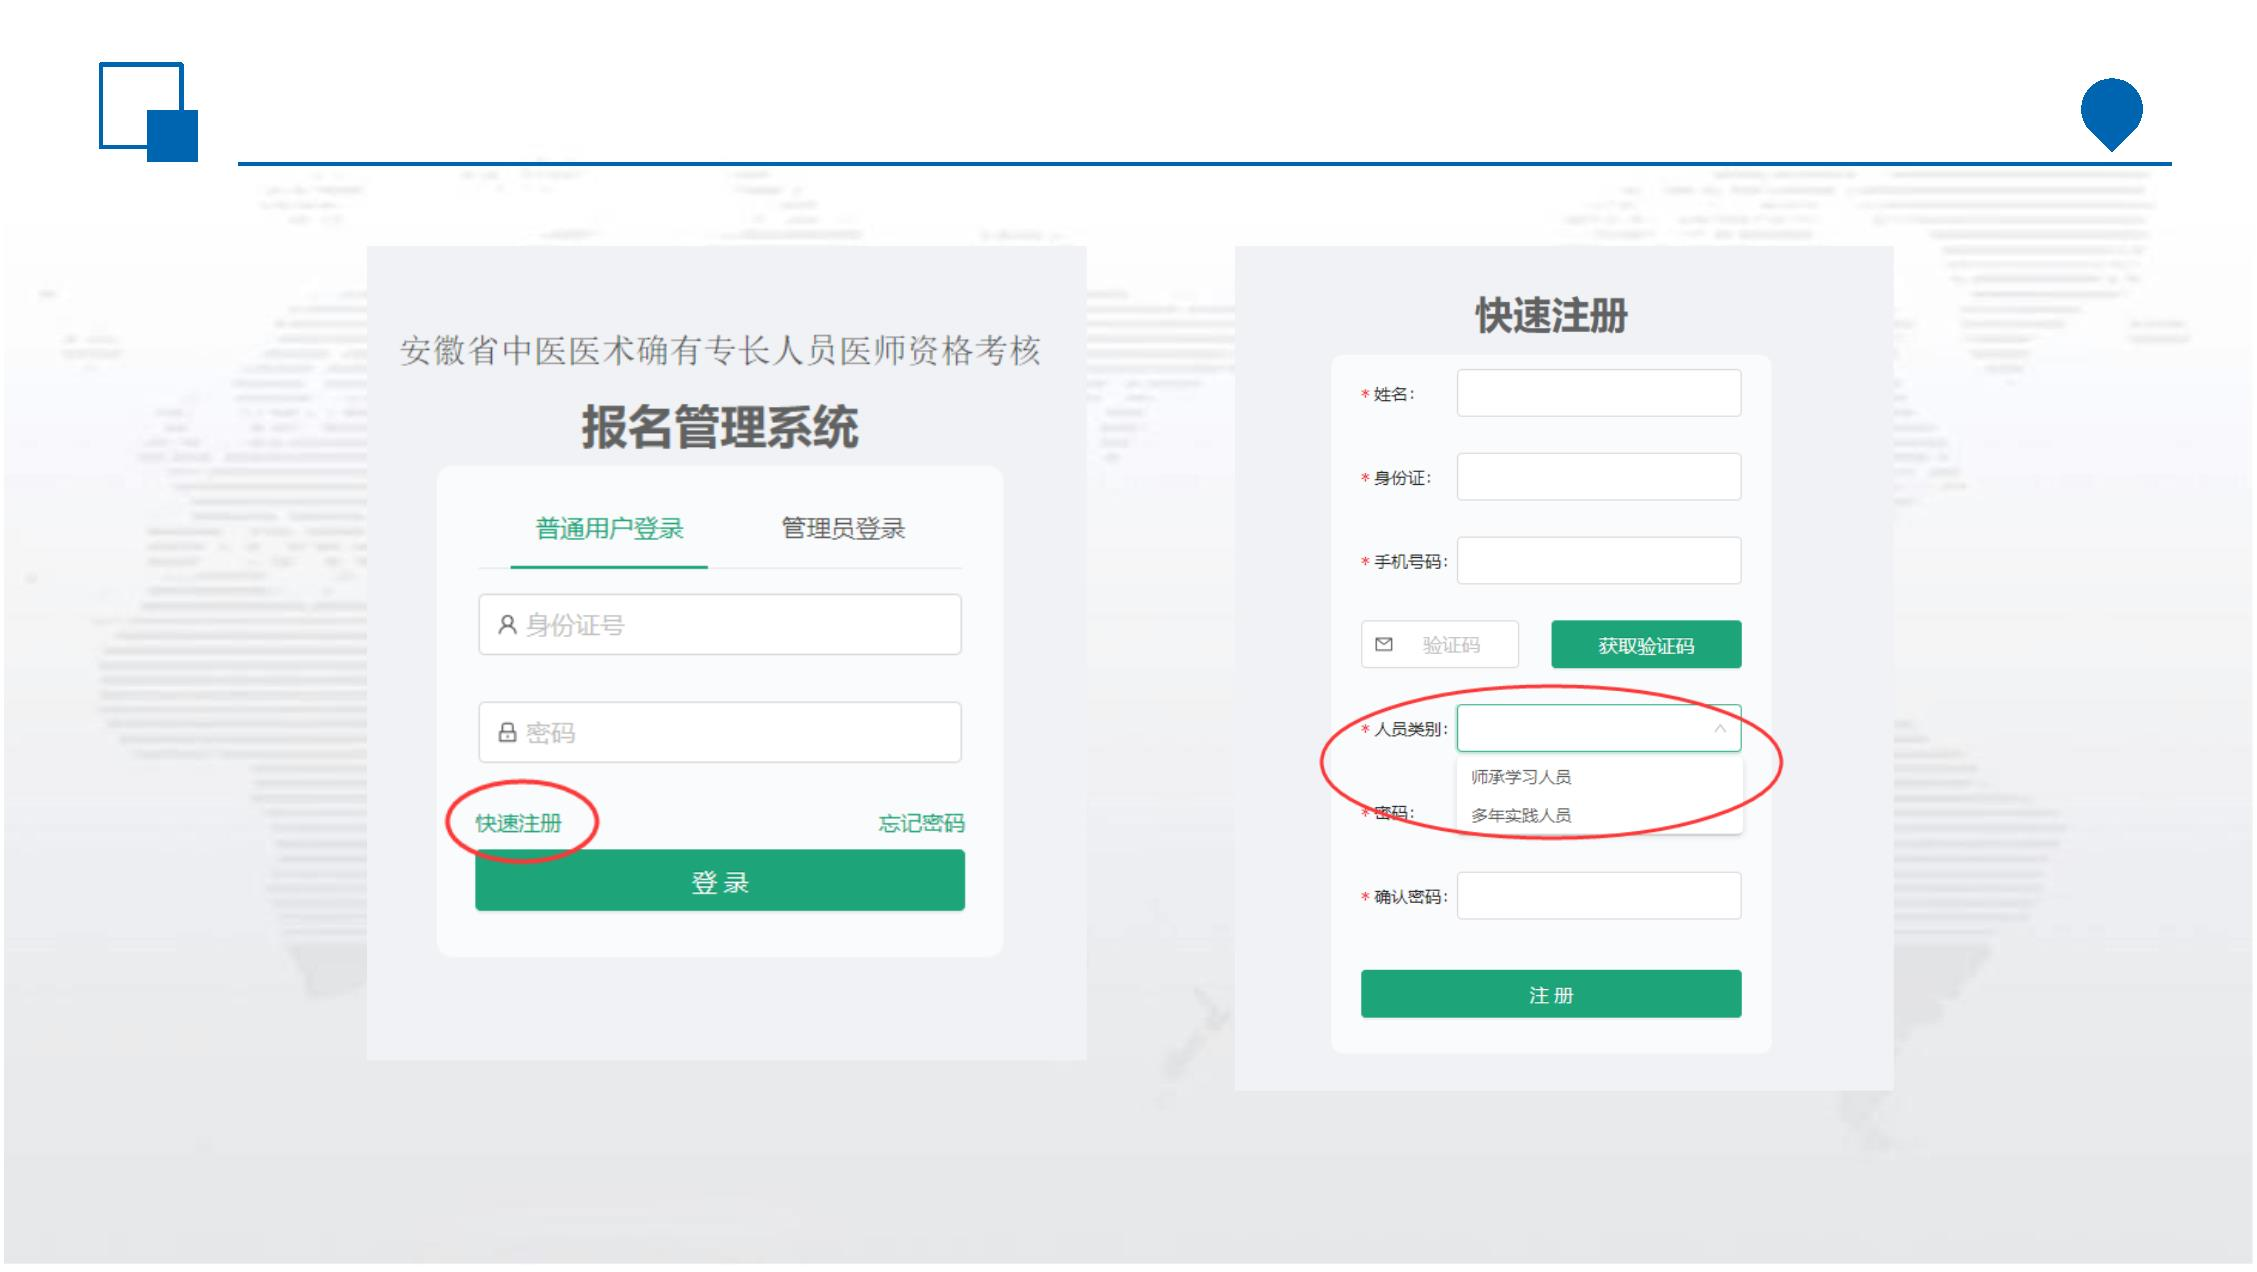 安徽省中医医术确有专长人员医师资格考核
报名管理系统
普通用户登录 管理员登录
身份证号
密码
快速注册 忘记密码
登录
快速注册
* 姓名:
* 身份证:
* 手机号码:
验证码 获取验证码
* 人员类别:
师承学习人员
* 密码:
多年实践人员
* 确认密码:
注册